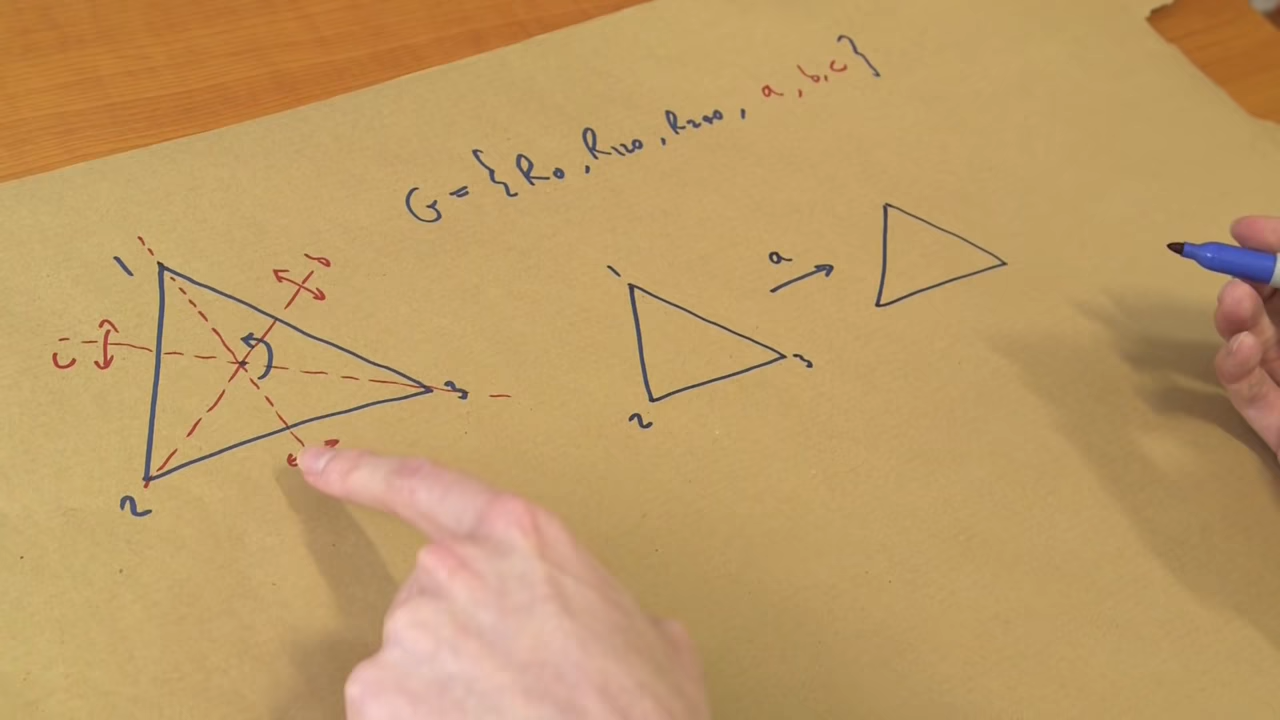 G = {R₀, R₁₂₀, R₂₄₀, a, b, c}
1
b
c
3
2
1
3
2
a